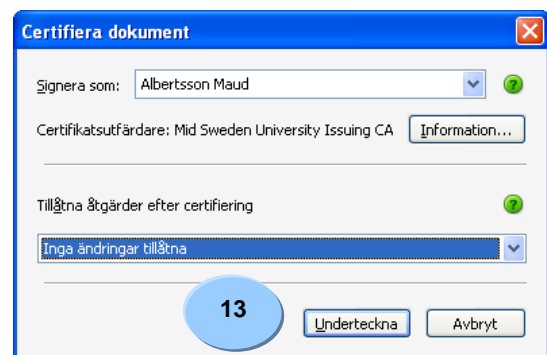 Certifiera dokument
Signera som: Albertsson Maud
Certifikatsutfärdare: Mid Sweden University Issuing CA Information...
Tillåtna åtgärder efter certifiering
Inga ändringar tillåtna
13
Underteckna Avbryt